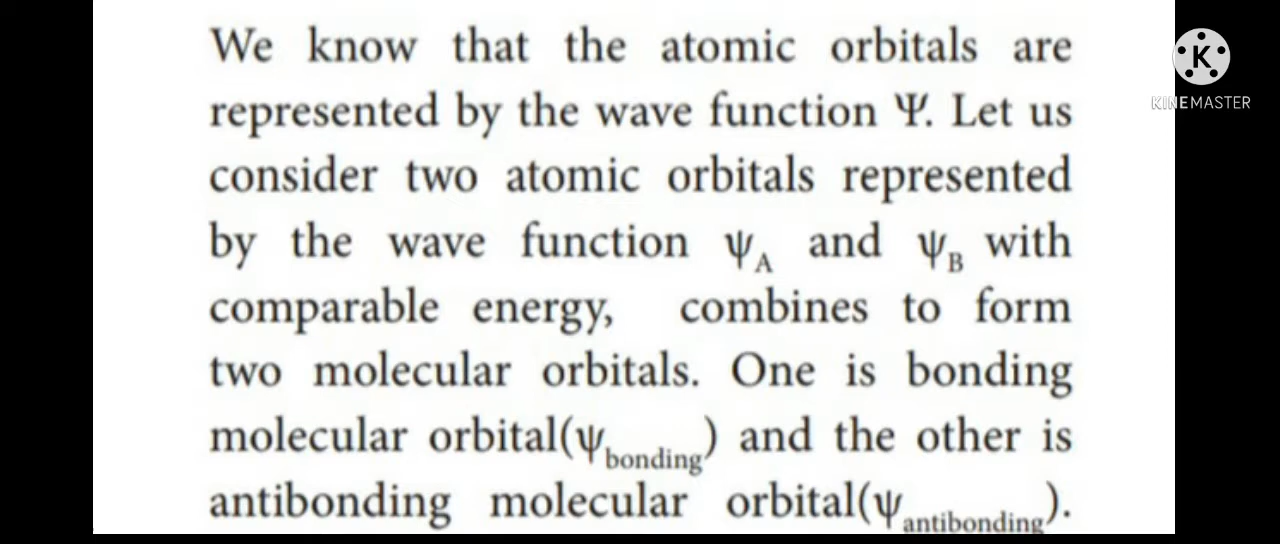 We know that the atomic orbitals are
represented by the wave function Ψ. Let us
consider two atomic orbitals represented
by the wave function ψA and ψB with
comparable energy, combines to form
two molecular orbitals. One is bonding
molecular orbital(ψbonding) and the other is
antibonding molecular orbital(ψantibonding).
K
KINEMASTER